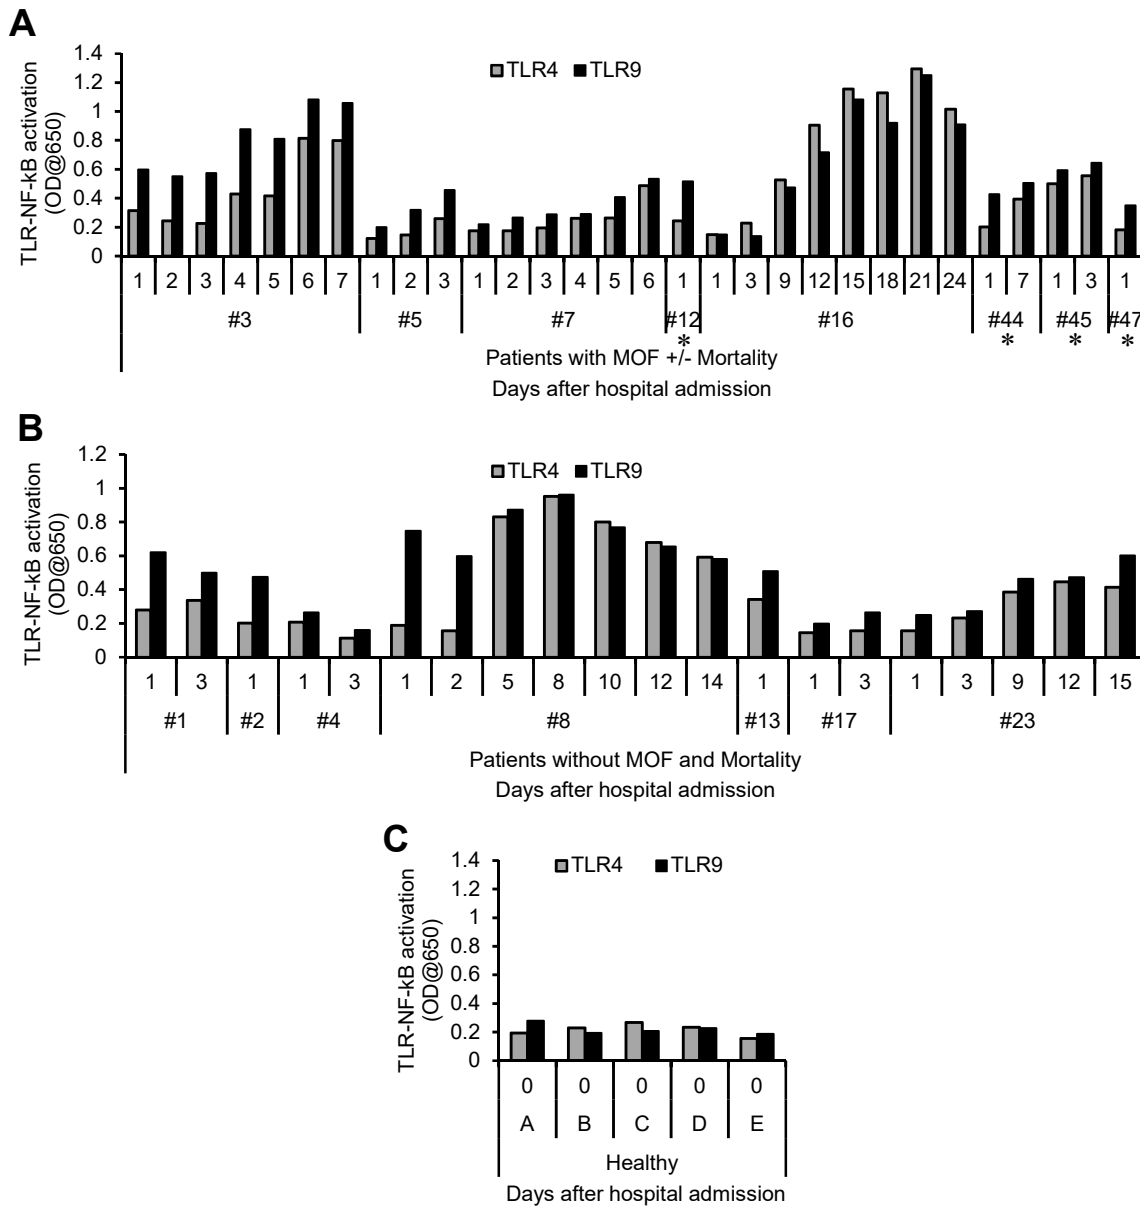 A
TLR-NF-kB activation
(OD@650)
TLR4 TLR9
1.4
1.2
1
0.8
0.6
0.4
0.2
0
1 2 3 4 5 6 7 1 2 3 1 2 3 4 5 6 1 1 3 9 12 15 18 21 24 1 7 1 3 1
#3 #5 #7 #12 #16 #44 #45 #47
* * * *
Patients with MOF +/- Mortality
Days after hospital admission
B
TLR-NF-kB activation
(OD@650)
TLR4 TLR9
1.2
1
0.8
0.6
0.4
0.2
0
1 3 1 1 3 1 2 5 8 10 12 14 1 1 3 1 3 9 12 15
#1 #2 #4 #8 #13 #17 #23
Patients without MOF and Mortality
Days after hospital admission
C
TLR-NF-kB activation
(OD@650)
TLR4 TLR9
1.4
1.2
1
0.8
0.6
0.4
0.2
0
0 0 0 0 0
A B C D E
Healthy
Days after hospital admission